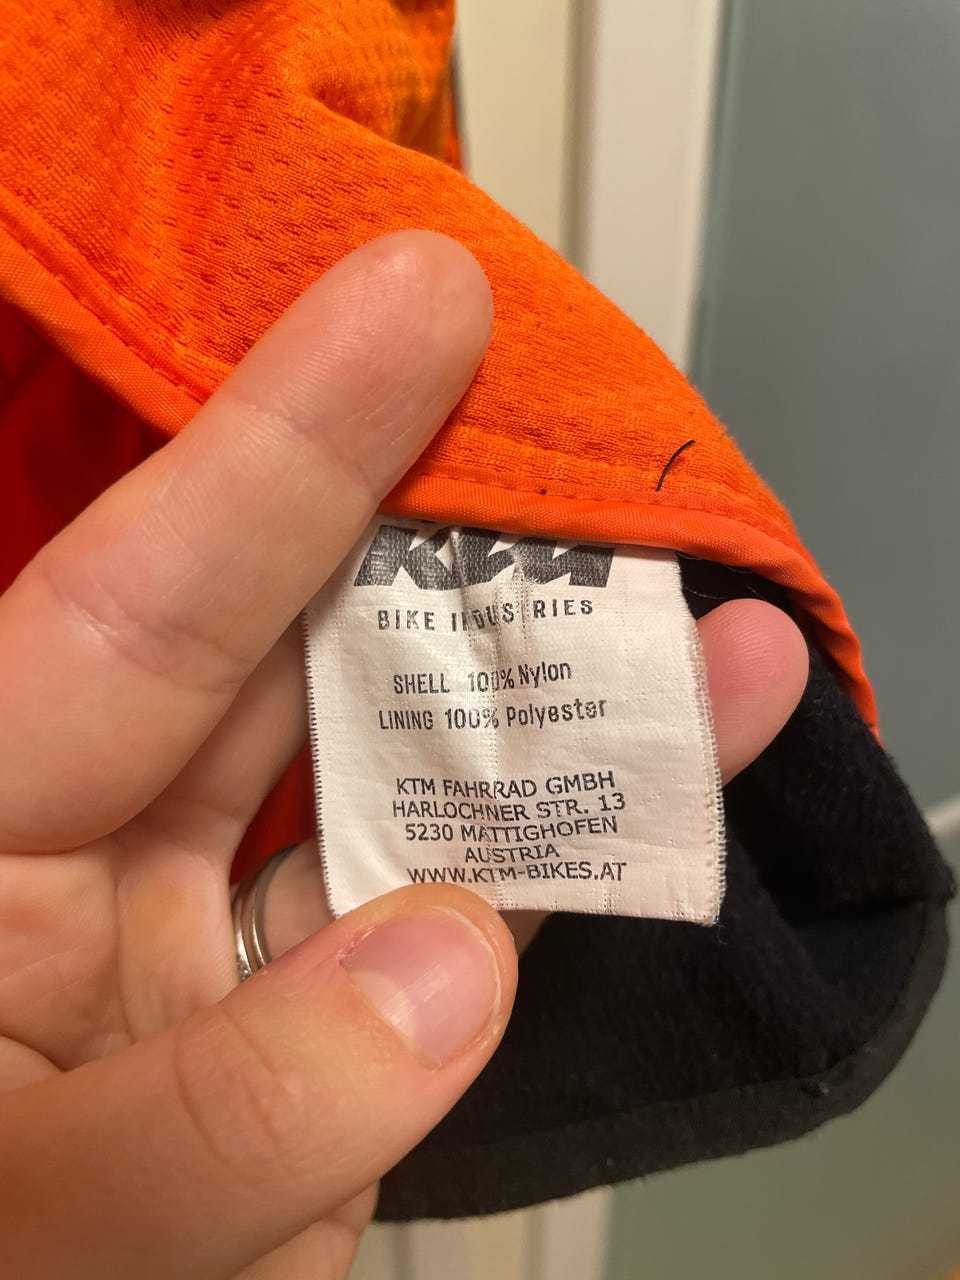 KTM
BIKE INDUSTRIES
SHELL 100% Nylon
LINING 100% Polyester
KTM FAHRRAD GMBH
HARLOCHNER STR. 13
5230 MATTIGHOFEN
AUSTRIA
WWW.KTM-BIKES.AT